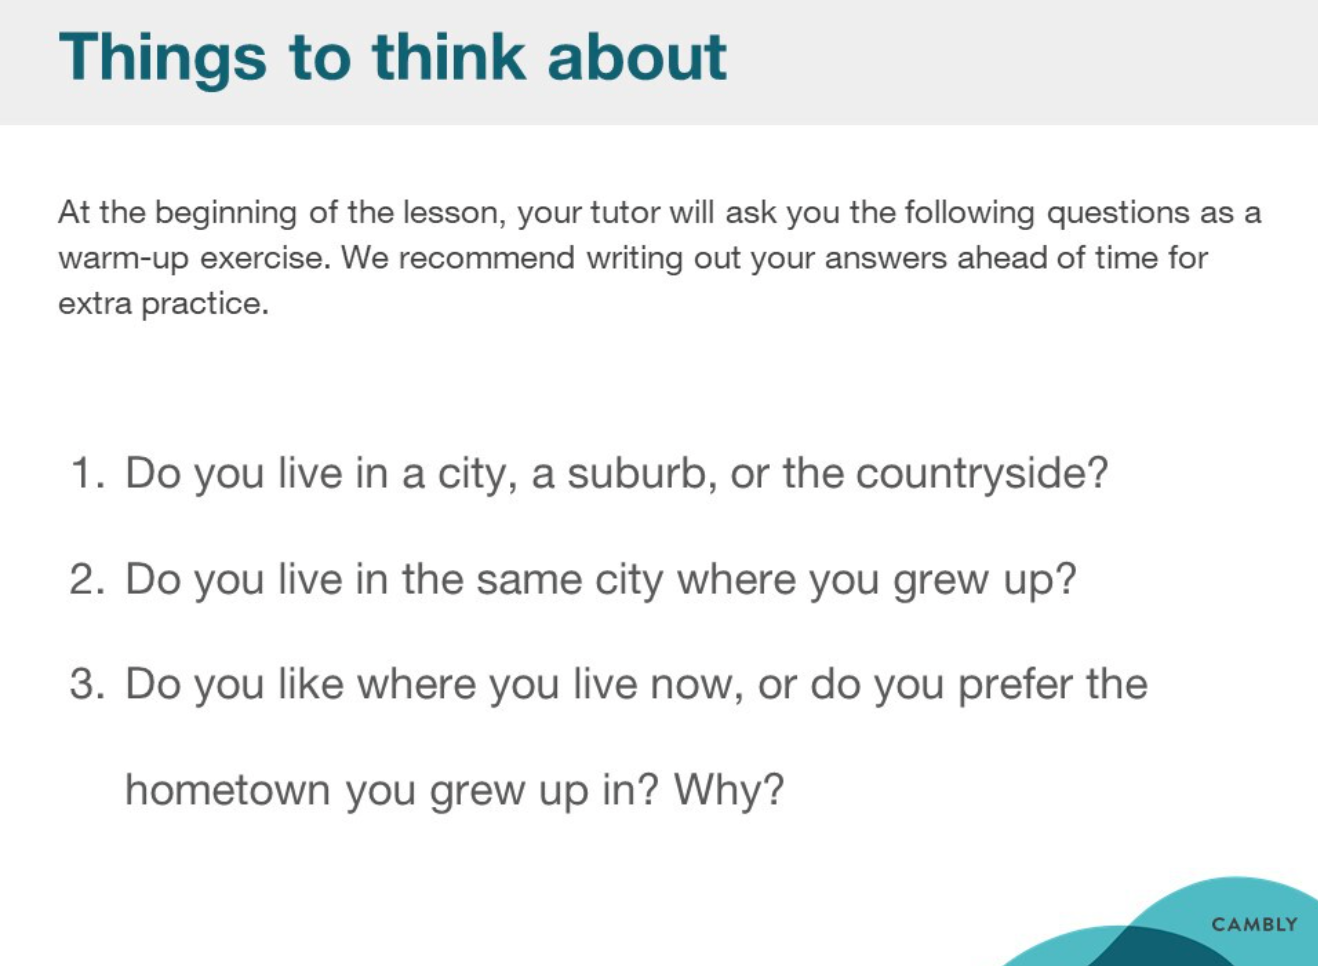 Things to think about
At the beginning of the lesson, your tutor will ask you the following questions as a
warm-up exercise. We recommend writing out your answers ahead of time for
extra practice.
1. Do you live in a city, a suburb, or the countryside?
2. Do you live in the same city where you grew up?
3. Do you like where you live now, or do you prefer the
hometown you grew up in? Why?
CAMBLY